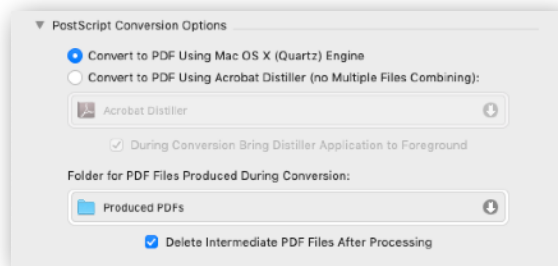 PostScript Conversion Options
Convert to PDF Using Mac OS X (Quartz) Engine
Convert to PDF Using Acrobat Distiller (no Multiple Files Combining):
Acrobat Distiller
During Conversion Bring Distiller Application to Foreground
Folder for PDF Files Produced During Conversion:
Produced PDFs
Delete Intermediate PDF Files After Processing